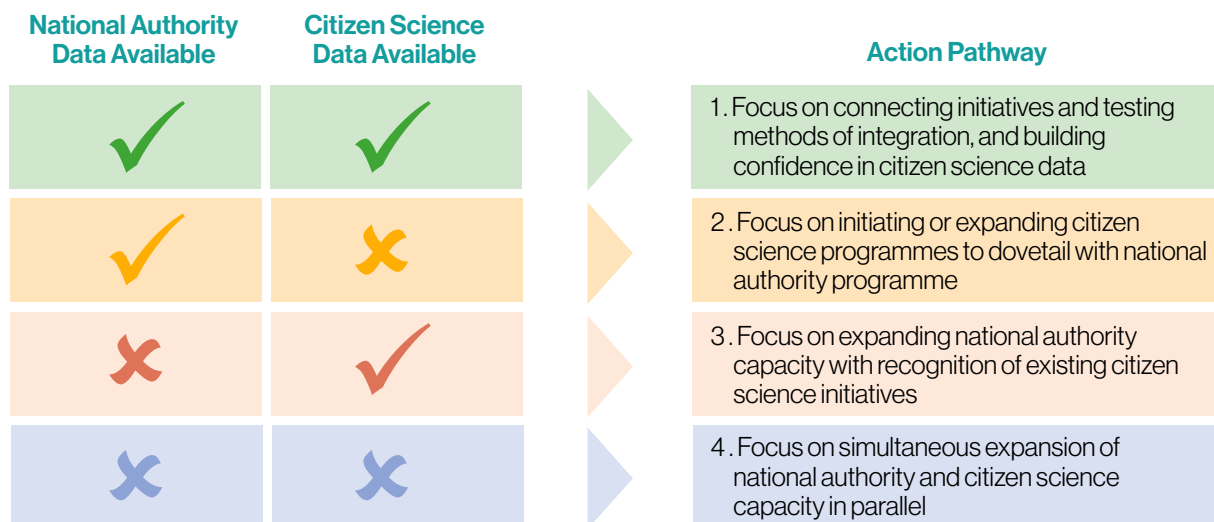 National Authority
Data Available
Citizen Science
Data Available
Action Pathway
1. Focus on connecting initiatives and testing
methods of integration, and building
confidence in citizen science data
2. Focus on initiating or expanding citizen
science programmes to dovetail with national
authority programme
3. Focus on expanding national authority
capacity with recognition of existing citizen
science initiatives
4. Focus on simultaneous expansion of
national authority and citizen science
capacity in parallel